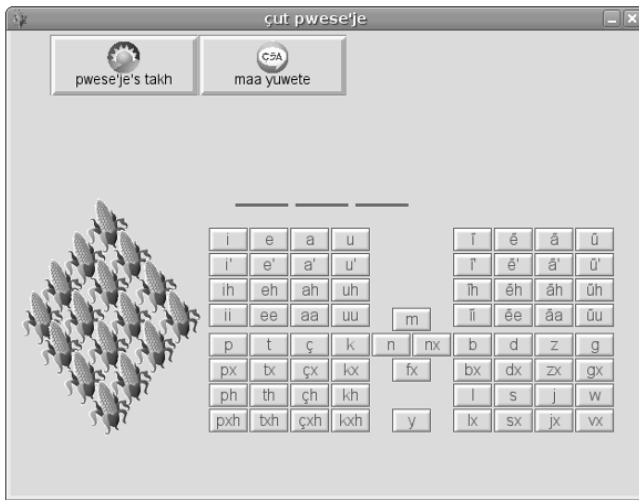 çut pwese'je
pwese'je's takh maa yuwete
i e a u ĩ ẽ ã ũ
i' e' a' u' ĩ' ẽ' ã' ũ'
ih eh ah uh ĩh ẽh ãh ũh
ii ee aa uu ĩi ẽe ãa ũu
m
p t ç k n nx b d z g
px tx çx kx fx bx dx zx gx
ph th çh kh l s j w
pxh txh çxh kxh y lx sx jx vx